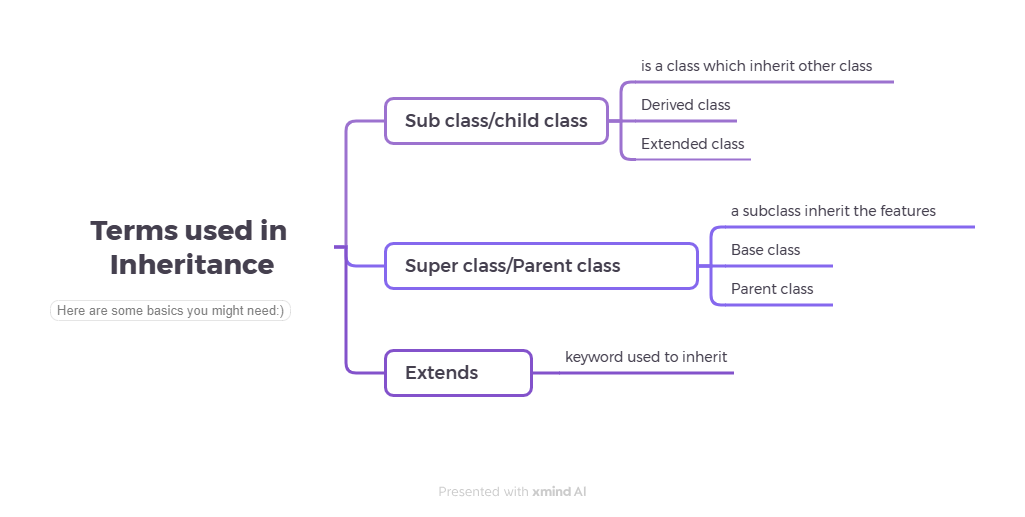 Terms used in
Inheritance
Here are some basics you might need:)
Sub class/child class
is a class which inherit other class
Derived class
Extended class
Super class/Parent class
a subclass inherit the features
Base class
Parent class
Extends
keyword used to inherit
Presented with xmind AI